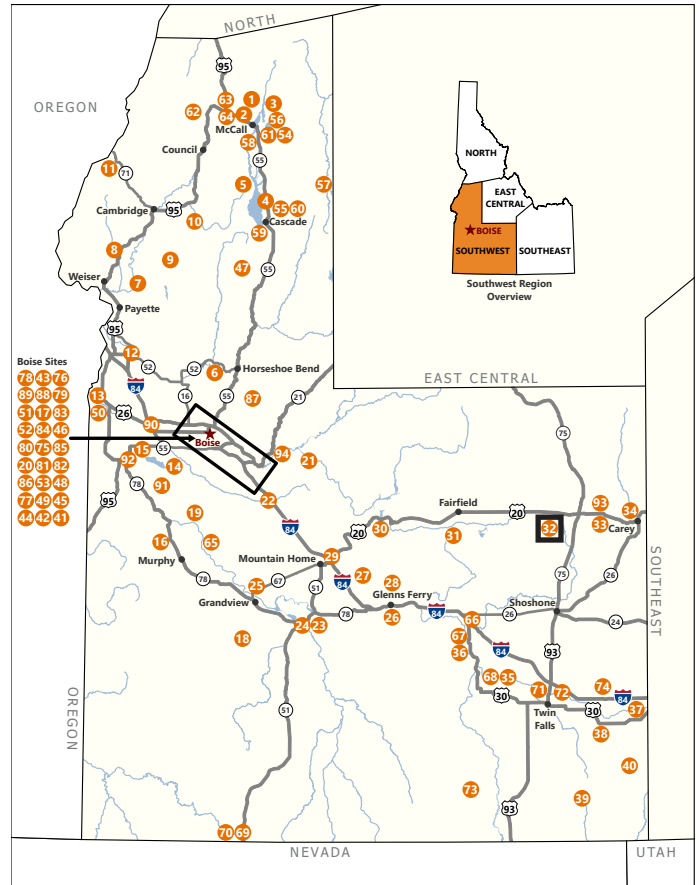 NORTH
OREGON
95
63
1
3
62
64
2
56
McCall
61
54
58
Council
55
11
71
5
57
4
55
60
Cambridge
95
10
Cascade
59
8
9
47
55
Weiser
7
Payette
95
12
52
52
6
Horseshoe Bend
84
16
55
87
21
13
50
26
90
Boise
15
55
92
14
94
21
78
91
95
22
19
84
16
65
Murphy
78
Boise Sites
78 43 76
89 88 79
51 17 83
52 84 46
80 75 85
20 81 82
86 53 48
77 49 45
44 42 41
NORTH
EAST
CENTRAL
BOISE
SOUTHWEST
SOUTHEAST
Southwest Region
Overview
EAST CENTRAL
75
Fairfield
20
93
34
20
30
31
32
33
Carey
Mountain Home
29
67
51
84
27
28
75
26
SOUTHEAST
25
Grandview
Glenns Ferry
78
26
84
66
26
Shoshone
24
24
23
18
67
36
84
93
68
35
30
71
72
74
84
30
37
Twin
Falls
38
51
40
73
39
93
OREGON
70
69
NEVADA
UTAH